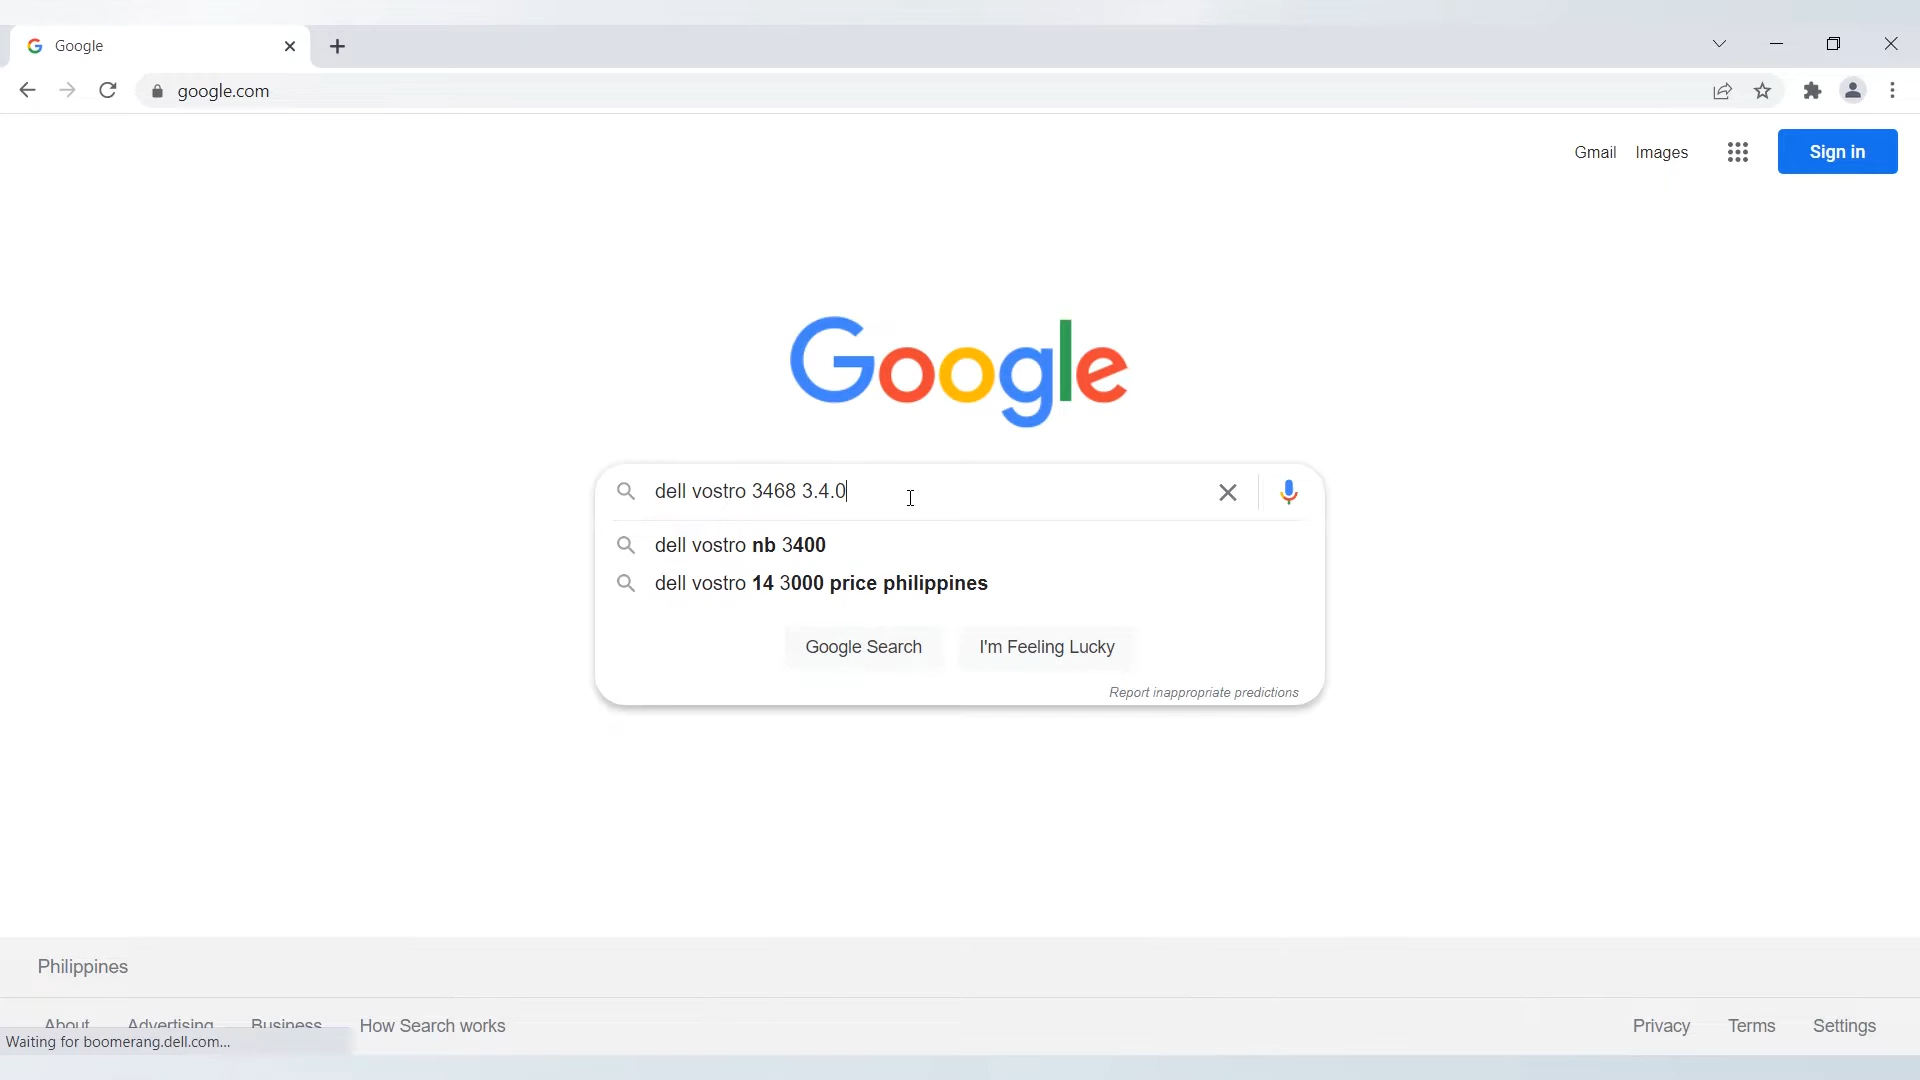 Google
google.com
Gmail Images Sign in
Google
dell vostro 3468 3.4.0
dell vostro nb 3400
dell vostro 14 3000 price philippines
Google Search I'm Feeling Lucky
Report inappropriate predictions
Philippines
About Advertising Business How Search works Privacy Terms Settings
Waiting for boomerang.dell.com...